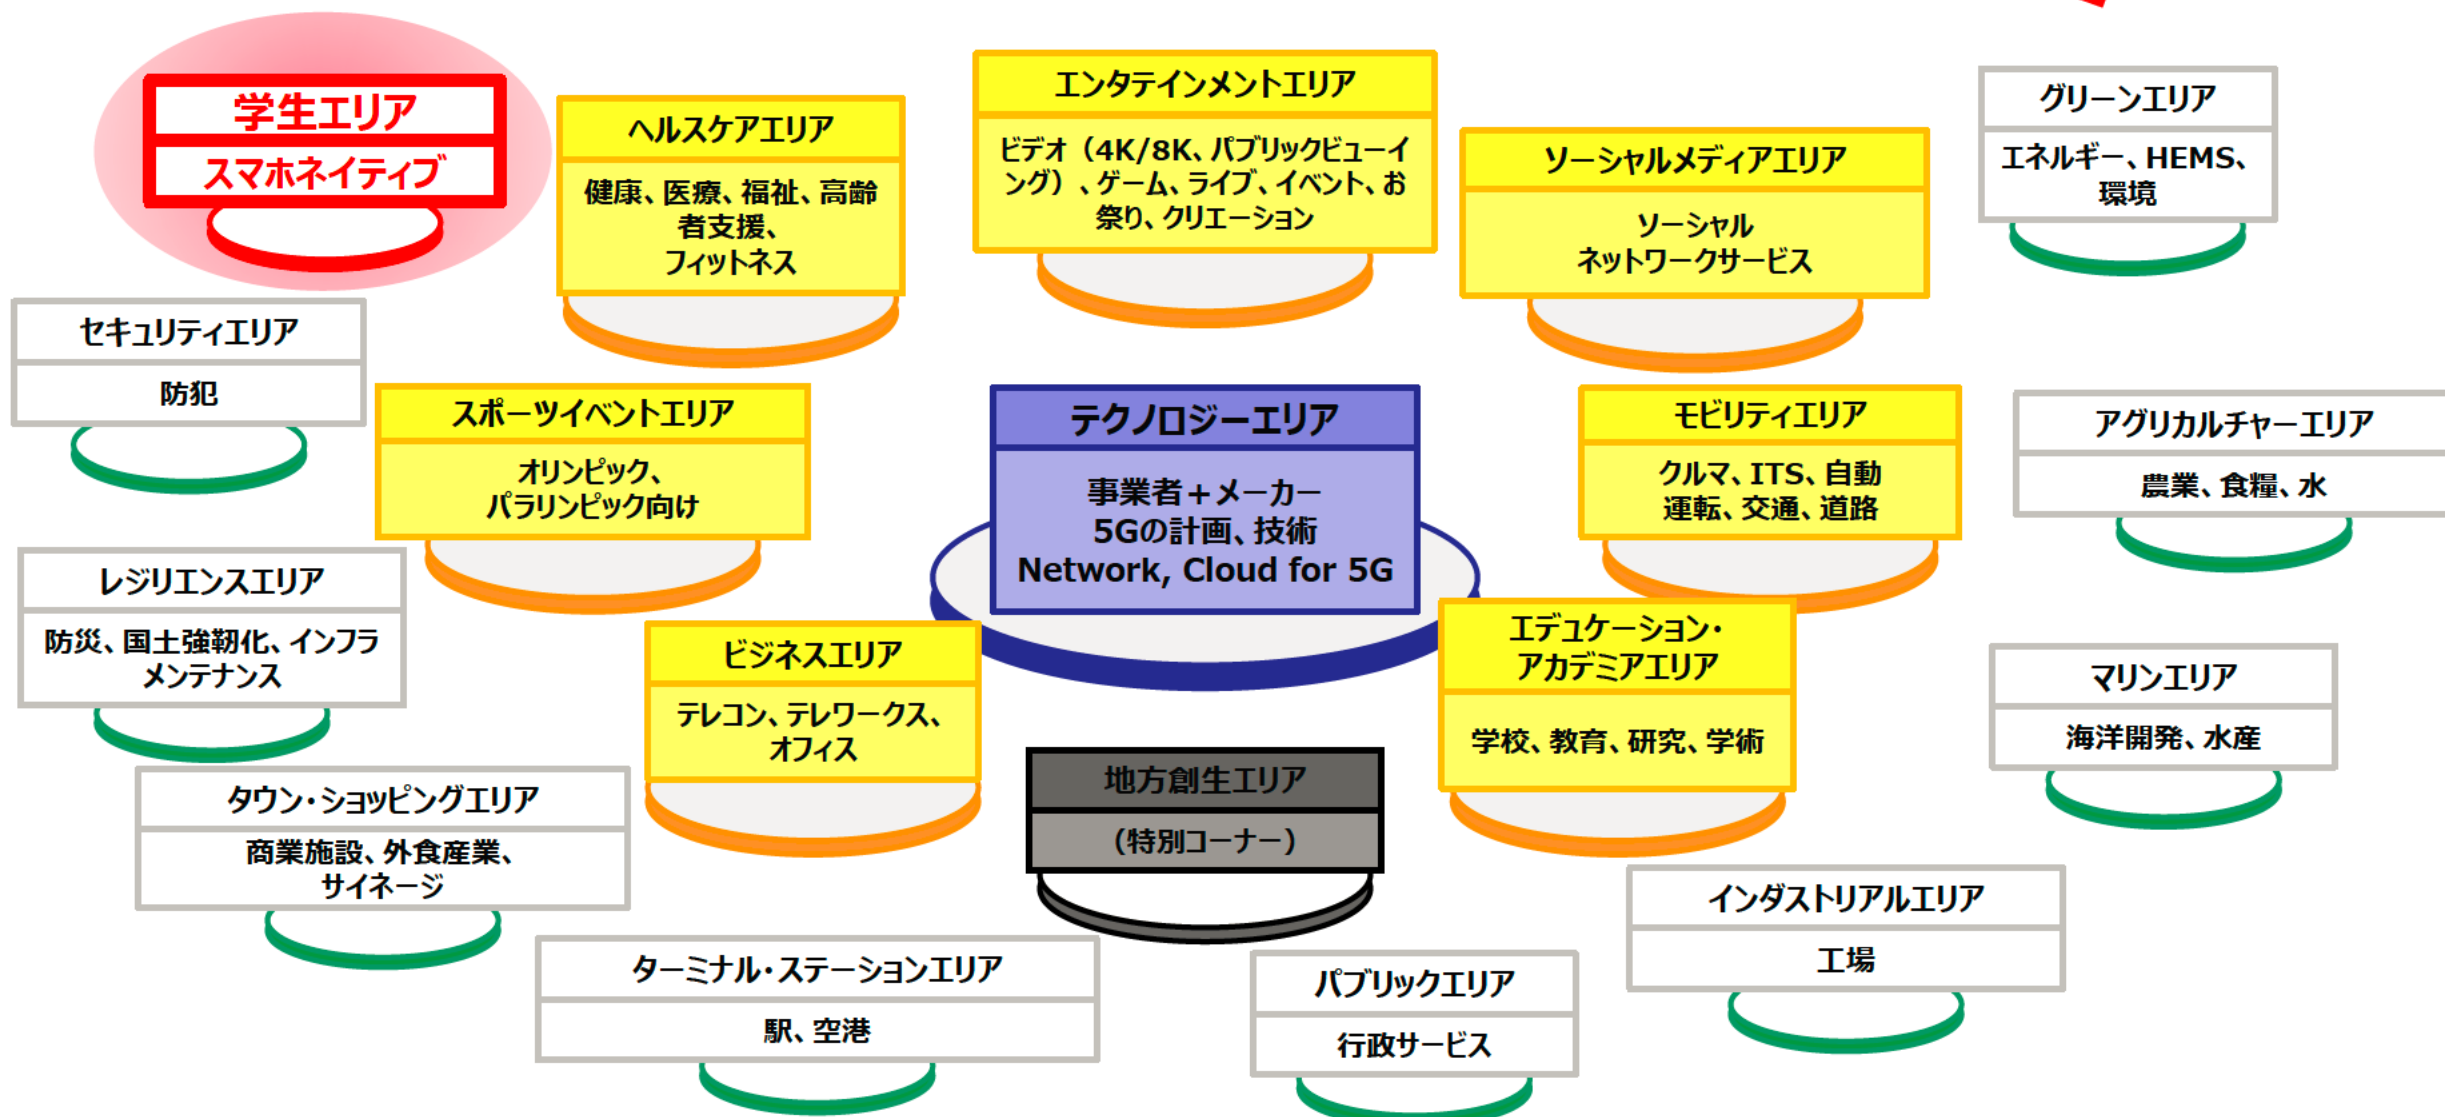 学生エリア
スマホネイティブ
ヘルスケアエリア
健康、医療、福祉、高齢
者支援、
フィットネス
エンタテインメントエリア
ビデオ（4K/8K、パブリックビューイ
ング）、ゲーム、ライブ、イベント、お
祭り、クリエーション
ソーシャルメディアエリア
ソーシャル
ネットワークサービス
グリーンエリア
エネルギー、HEMS、
環境
セキュリティエリア
防犯
スポーツイベントエリア
オリンピック、
パラリンピック向け
テクノロジーエリア
事業者＋メーカー
5Gの計画、技術
Network, Cloud for 5G
モビリティエリア
クルマ、ITS、自動
運転、交通、道路
アグリカルチャーエリア
農業、食糧、水
レジリエンスエリア
防災、国土強靭化、インフラ
メンテナンス
ビジネスエリア
テレコン、テレワークス、
オフィス
エデュケーション・
アカデミアエリア
学校、教育、研究、学術
マリンエリア
海洋開発、水産
タウン・ショッピングエリア
商業施設、外食産業、
サイネージ
地方創生エリア
（特別コーナー）
インダストリアルエリア
工場
ターミナル・ステーションエリア
駅、空港
パブリックエリア
行政サービス